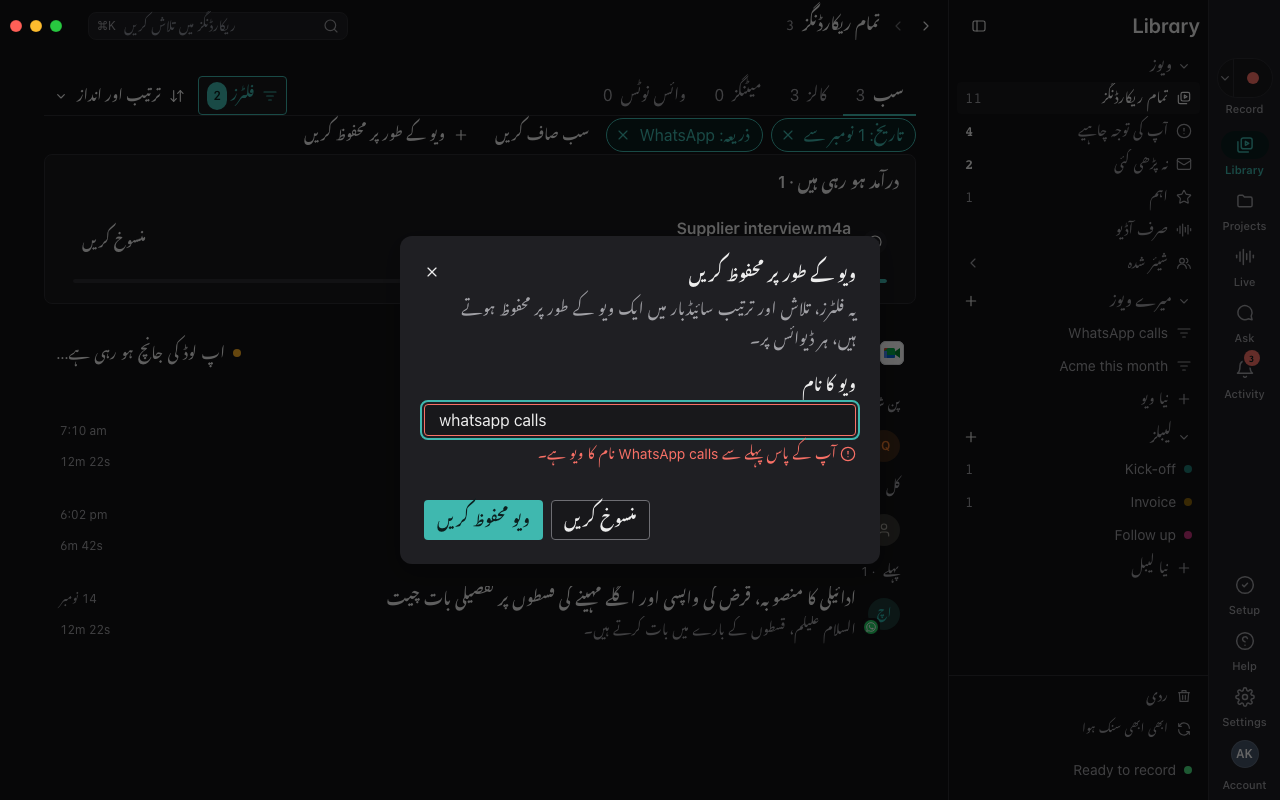 Library
ویوز
تمام ریکارڈنگز 11
آپ کی توجہ چاہیے 4
نہ پڑھی گئی 2
اہم 1
صرف آڈیو
شیئر شدہ
میرے ویوز
WhatsApp calls
Acme this month
نیا ویو
لیبلز
Kick-off 1
Invoice 1
Follow up
نیا لیبل
ردی
ابھی ابھی سنک ہوا
Ready to record
Record
Library
Projects
Live
Ask
3
Activity
Setup
Help
Settings
AK
Account
تمام ریکارڈنگز 3
ریکارڈنگز میں تلاش کریں ⌘K
سب 3
کالز 3
میٹنگز 0
وائس نوٹس 0
فلٹرز 2
ترتیب اور انداز
تاریخ: 1 نومبر سے
ذریعہ: WhatsApp
سب صاف کریں
ویو کے طور پر محفوظ کریں
درآمد ہو رہی ہیں · 1
Supplier interview.m4a
منسوخ کریں
اپ لوڈ کی جانچ ہو رہی ہے...
7:10 am
12m 22s
Q
کل
6:02 pm
6m 42s
پہلے · 1
ادائیلی کا منصوبہ، قرض کی واپسی اور اگلے مہینے کی قسطوں پر تفصیلی بات چیت
السلام علیکم، قسطوں کے بارے میں بات کرتے ہیں۔
14 نومبر
12m 22s
ویو کے طور پر محفوظ کریں
یہ فلٹرز، تلاش اور ترتیب سائیڈبار میں ایک ویو کے طور پر محفوظ ہوتے
ہیں، ہر ڈیوائس پر۔
ویو کا نام
whatsapp calls
آپ کے پاس پہلے سے WhatsApp calls نام کا ویو ہے۔
منسوخ کریں
ویو محفوظ کریں